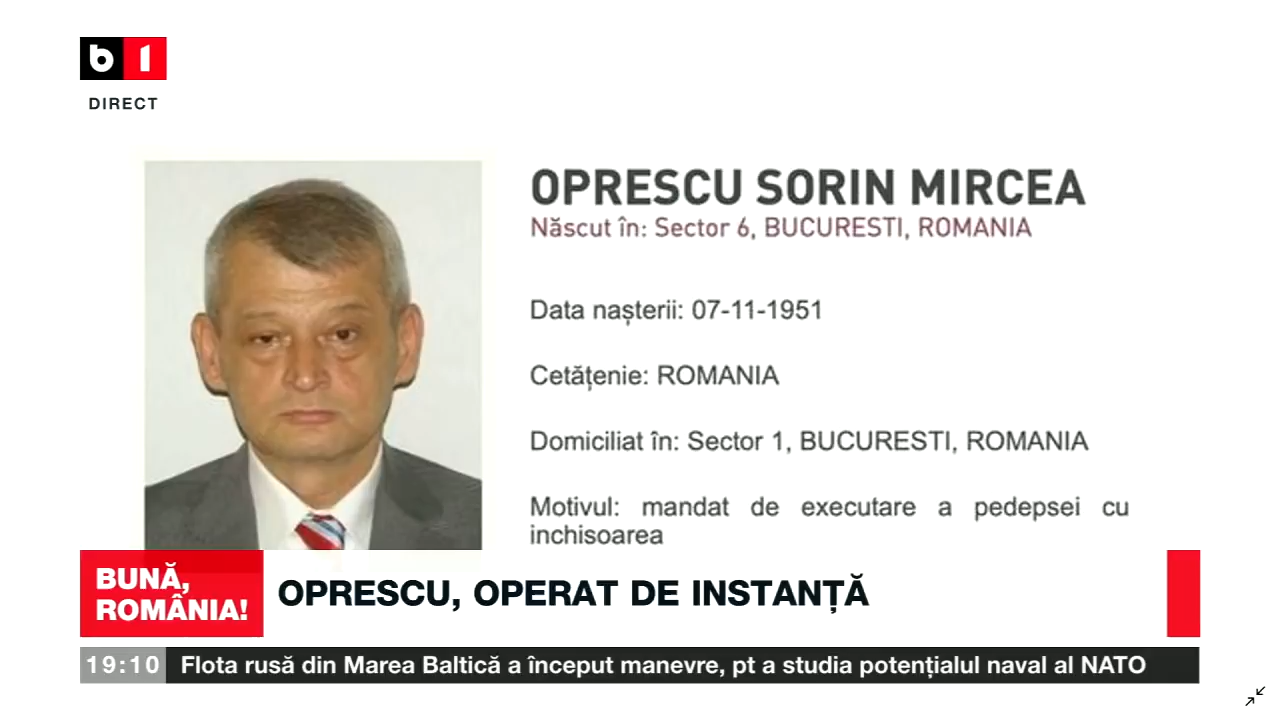 b1
DIRECT
OPRESCU SORIN MIRCEA
Născut în: Sector 6, BUCURESTI, ROMANIA
Data nașterii: 07-11-1951
Cetățenie: ROMANIA
Domiciliat în: Sector 1, BUCURESTI, ROMANIA
Motivul: mandat de executare a pedepsei cu
inchisoarea
BUNĂ,
ROMÂNIA!
OPRESCU, OPERAT DE INSTANȚĂ
19:10 Flota rusă din Marea Baltică a început manevre, pt a studia potențialul naval al NATO